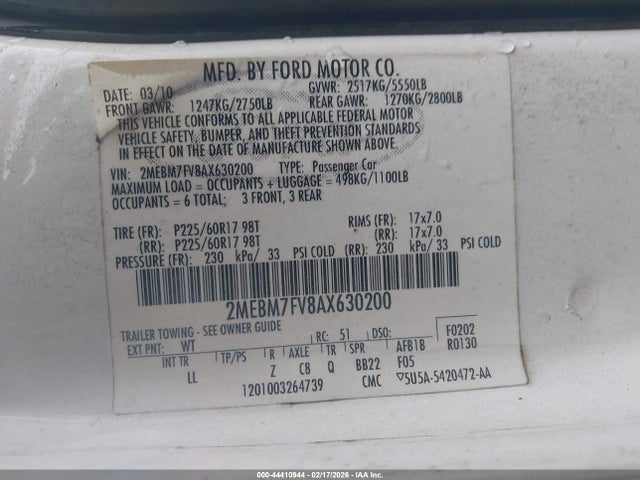 MFD. BY FORD MOTOR CO.
DATE: 03/10 GVWR: 2517KG/5550LB
FRONT GAWR: 1247KG/2750LB REAR GAWR: 1270KG/2800LB
THIS VEHICLE CONFORMS TO ALL APPLICABLE FEDERAL MOTOR
VEHICLE SAFETY, BUMPER, AND THEFT PREVENTION STANDARDS
IN EFFECT ON THE DATE OF MANUFACTURE SHOWN ABOVE.
VIN: 2MEBM7FV8AX630200 TYPE: Passenger Car
MAXIMUM LOAD = OCCUPANTS + LUGGAGE = 498KG/1100LB
OCCUPANTS = 6 TOTAL; 3 FRONT, 3 REAR
TIRE (FR): P225/60R17 98T RIMS (FR): 17x7.0
(RR): P225/60R17 98T (RR): 17x7.0
PRESSURE (FR): 230 kPa/ 33 PSI COLD (RR): 230 kPa/ 33 PSI COLD
2MEBM7FV8AX630200
TRAILER TOWING - SEE OWNER GUIDE
EXT PNT: WT RC: 51 DSO: F0202
INT TR TP/PS R AXLE TR SPR AFB1B R0130
LL Z C8 Q BB22 F05
1201003264739 CMC ▽5U5A-5420472-AA
000-44410944 - 02/17/2026 - IAAI.com